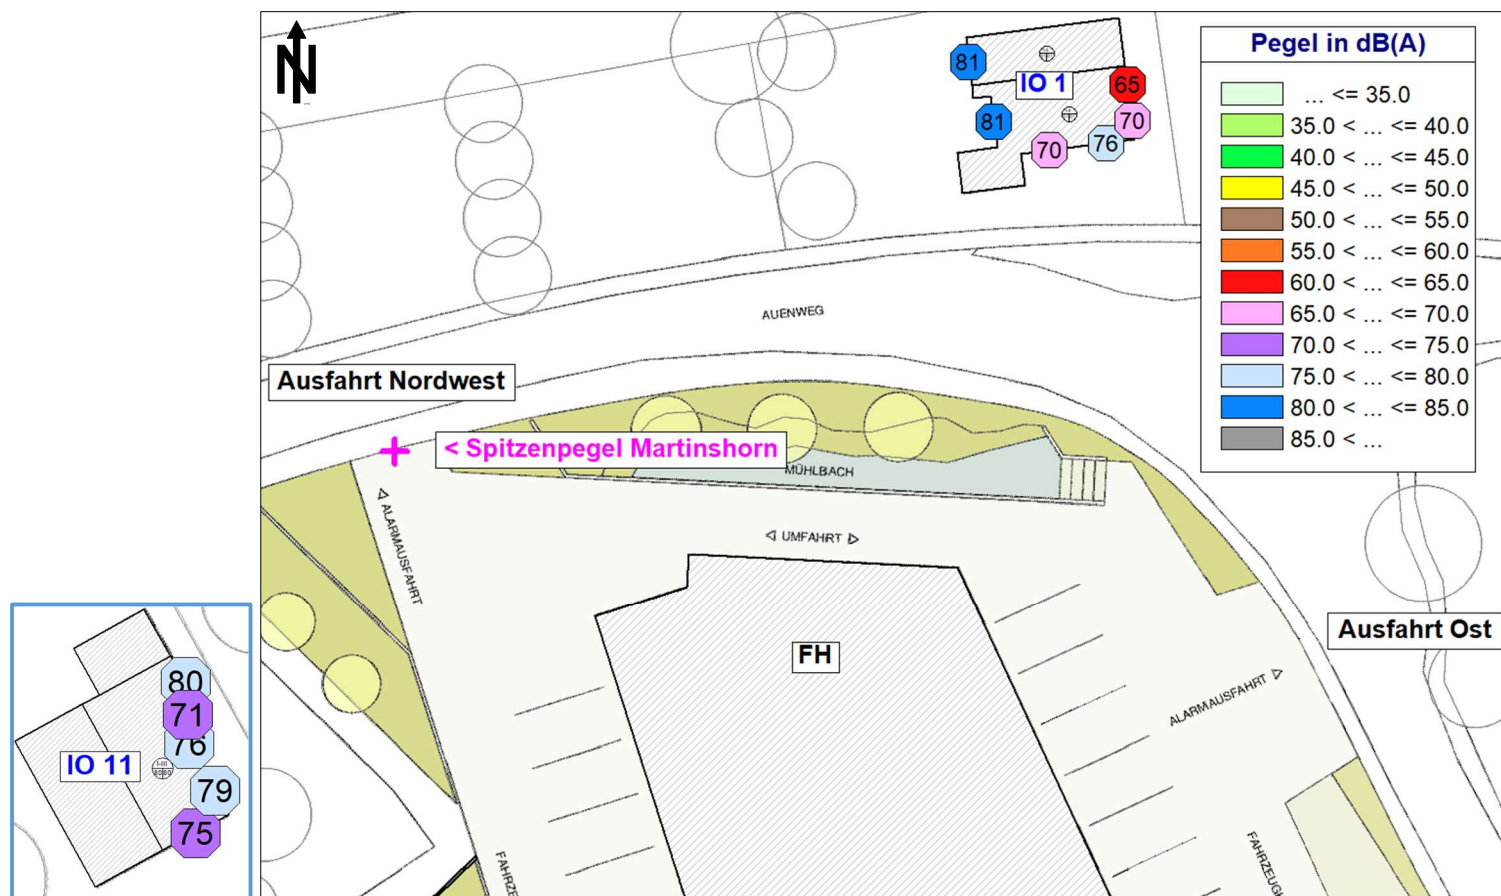 N
Pegel in dB(A)
... <= 35.0
35.0 < ... <= 40.0
40.0 < ... <= 45.0
45.0 < ... <= 50.0
50.0 < ... <= 55.0
55.0 < ... <= 60.0
60.0 < ... <= 65.0
65.0 < ... <= 70.0
70.0 < ... <= 75.0
75.0 < ... <= 80.0
80.0 < ... <= 85.0
85.0 < ...
81
IO 1
65
81
70
76
70
AUENWEG
Ausfahrt Nordwest
< Spitzenpegel Martinshorn
MÜHLBACH
ALARMAUSFAHRT
UMFAHRT
FH
Ausfahrt Ost
ALARMAUSFAHRT
80
71
76
IO 11
79
75